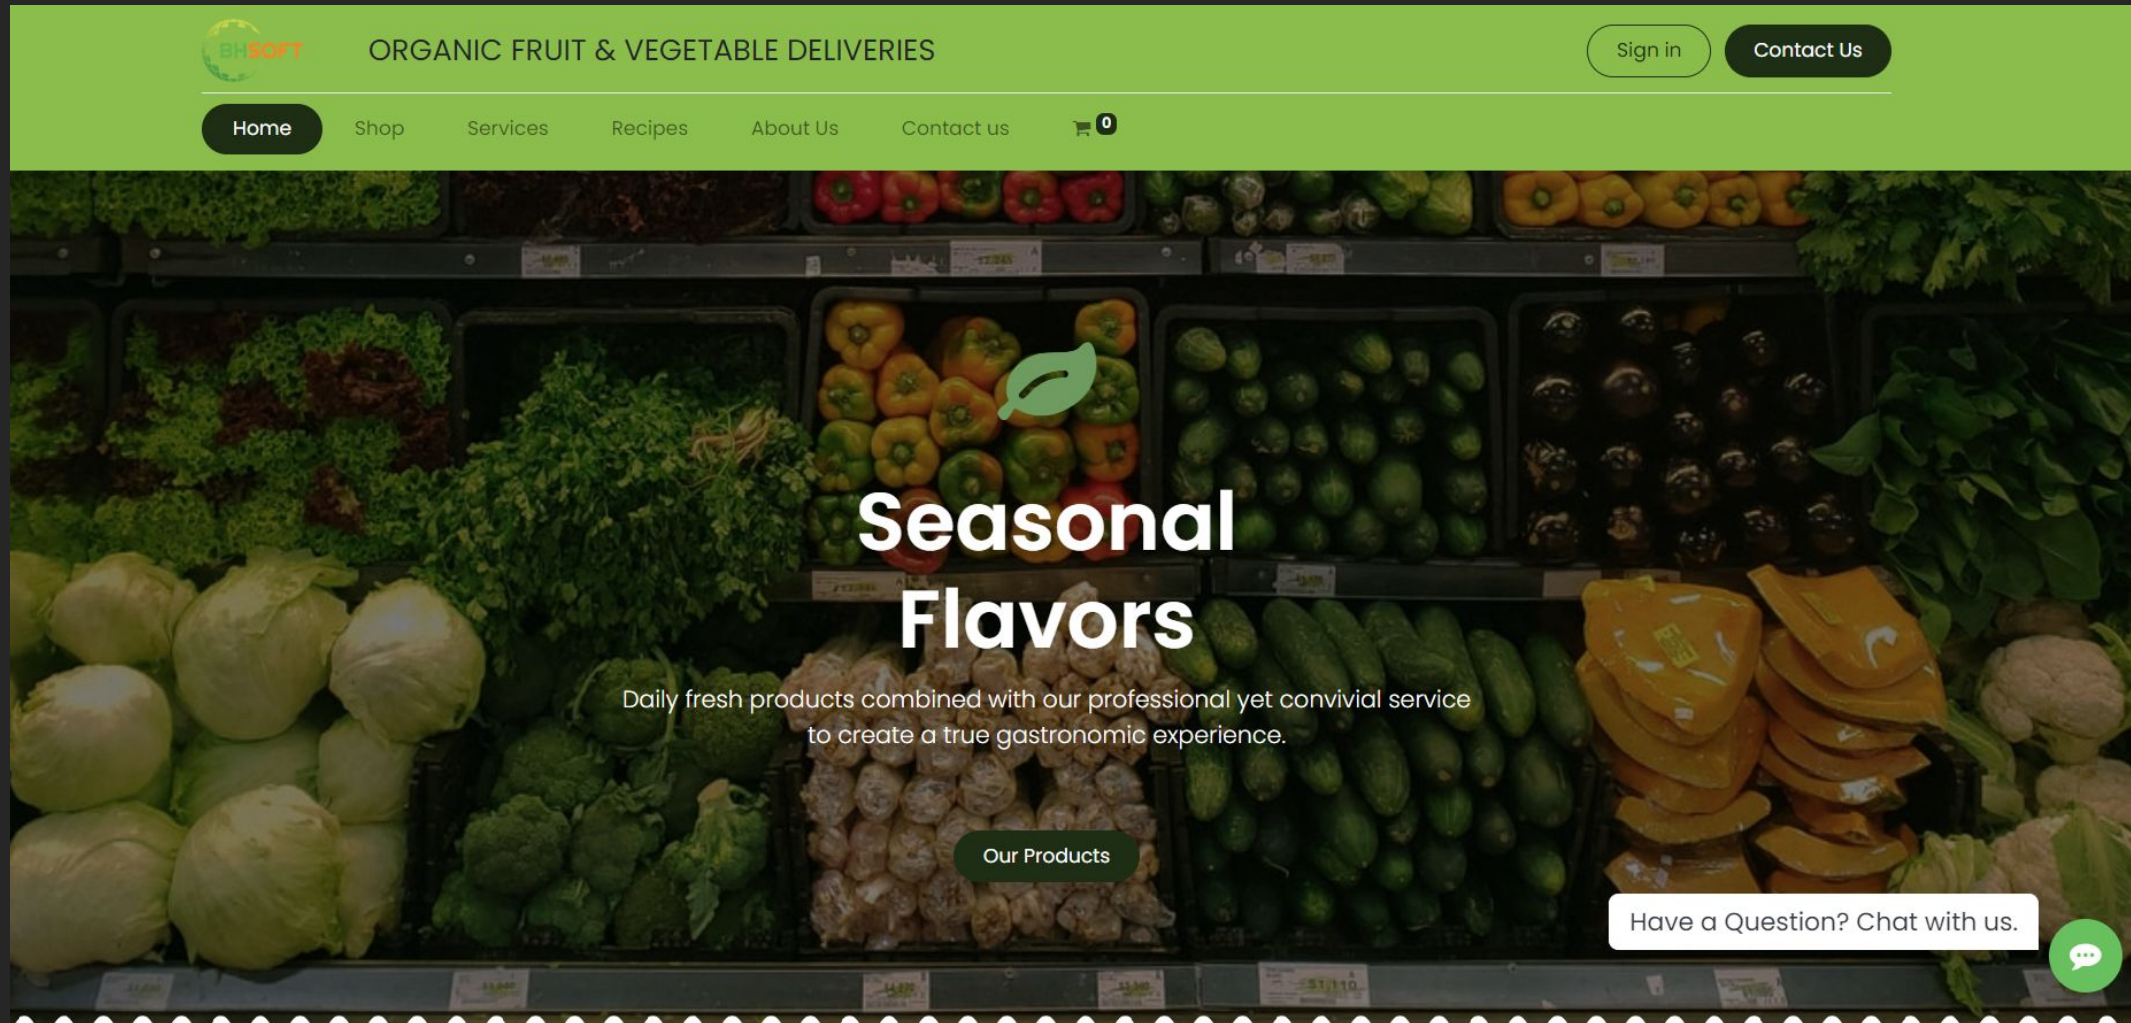 BHSOFT
ORGANIC FRUIT & VEGETABLE DELIVERIES
Sign in
Contact Us
Home
Shop
Services
Recipes
About Us
Contact us
0
Seasonal
Flavors
Daily fresh products combined with our professional yet convivial service
to create a true gastronomic experience.
Our Products
Have a Question? Chat with us.
$1,110